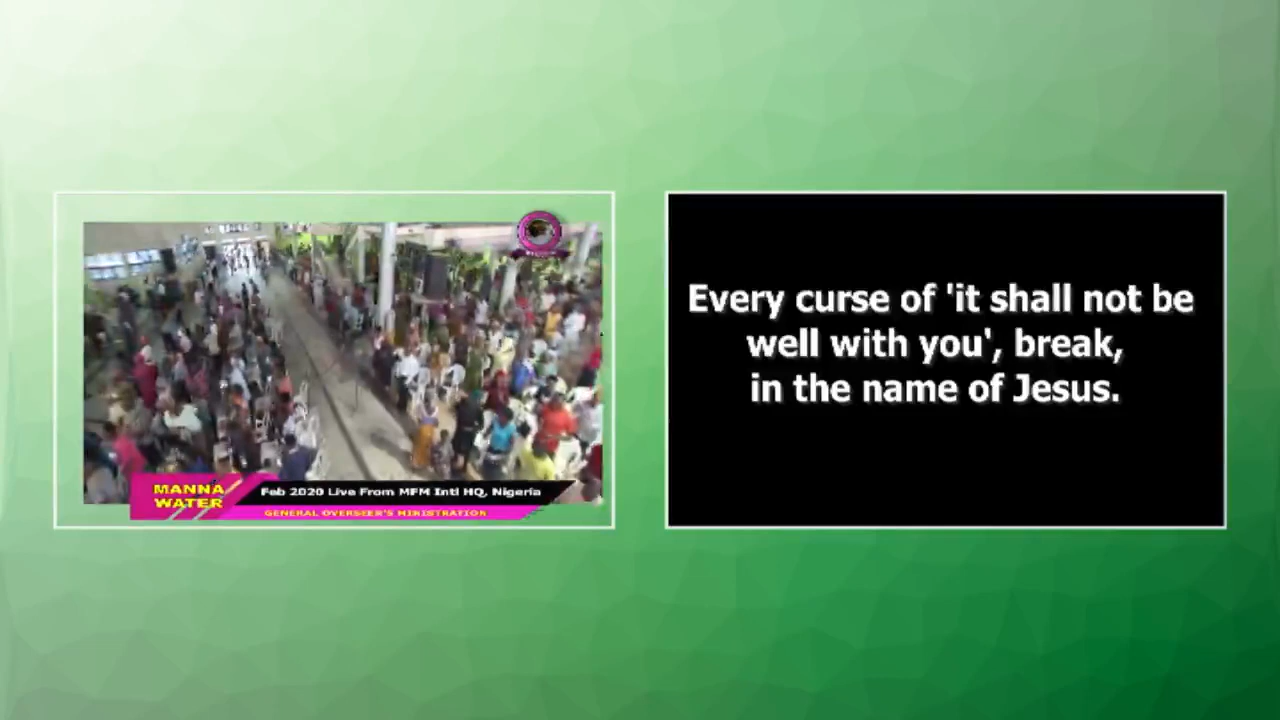 MANNA
WATER
Feb 2020 Live From MFM Intl HQ, Nigeria
GENERAL OVERSEER'S MINISTRATION
Every curse of 'it shall not be
well with you', break,
in the name of Jesus.